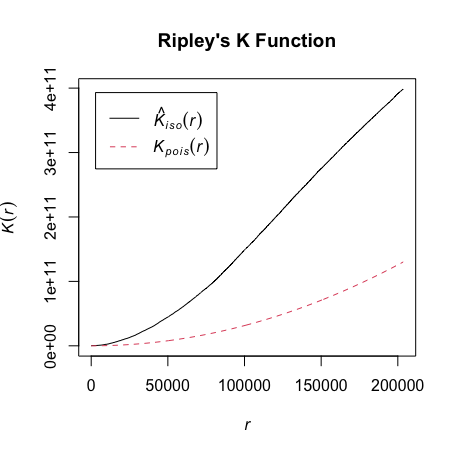 Ripley's K Function
K̂iso(r)
Kpois(r)
K(r)
4e+11
3e+11
2e+11
1e+11
0e+00
0 50000 100000 150000 200000
r